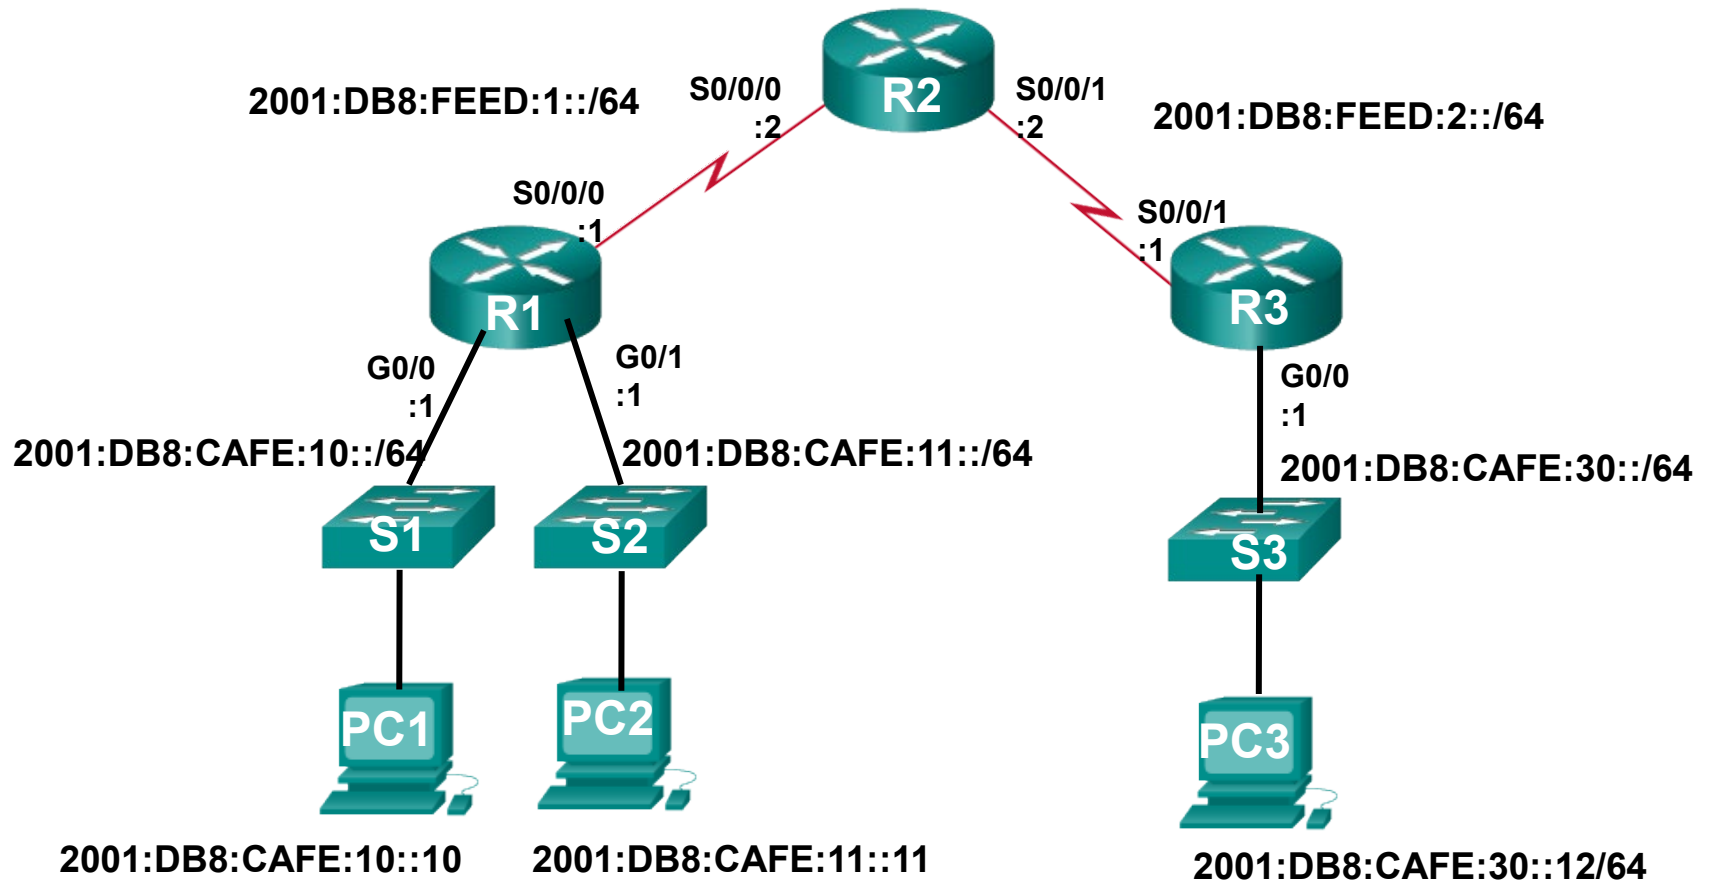 R2
2001:DB8:FEED:1::/64
S0/0/0
:2
S0/0/1
:2
2001:DB8:FEED:2::/64
S0/0/0
:1
S0/0/1
:1
R1
R3
G0/0
:1
G0/1
:1
G0/0
:1
2001:DB8:CAFE:10::/64
2001:DB8:CAFE:11::/64
2001:DB8:CAFE:30::/64
S1
S2
S3
PC1
PC2
PC3
2001:DB8:CAFE:10::10
2001:DB8:CAFE:11::11
2001:DB8:CAFE:30::12/64